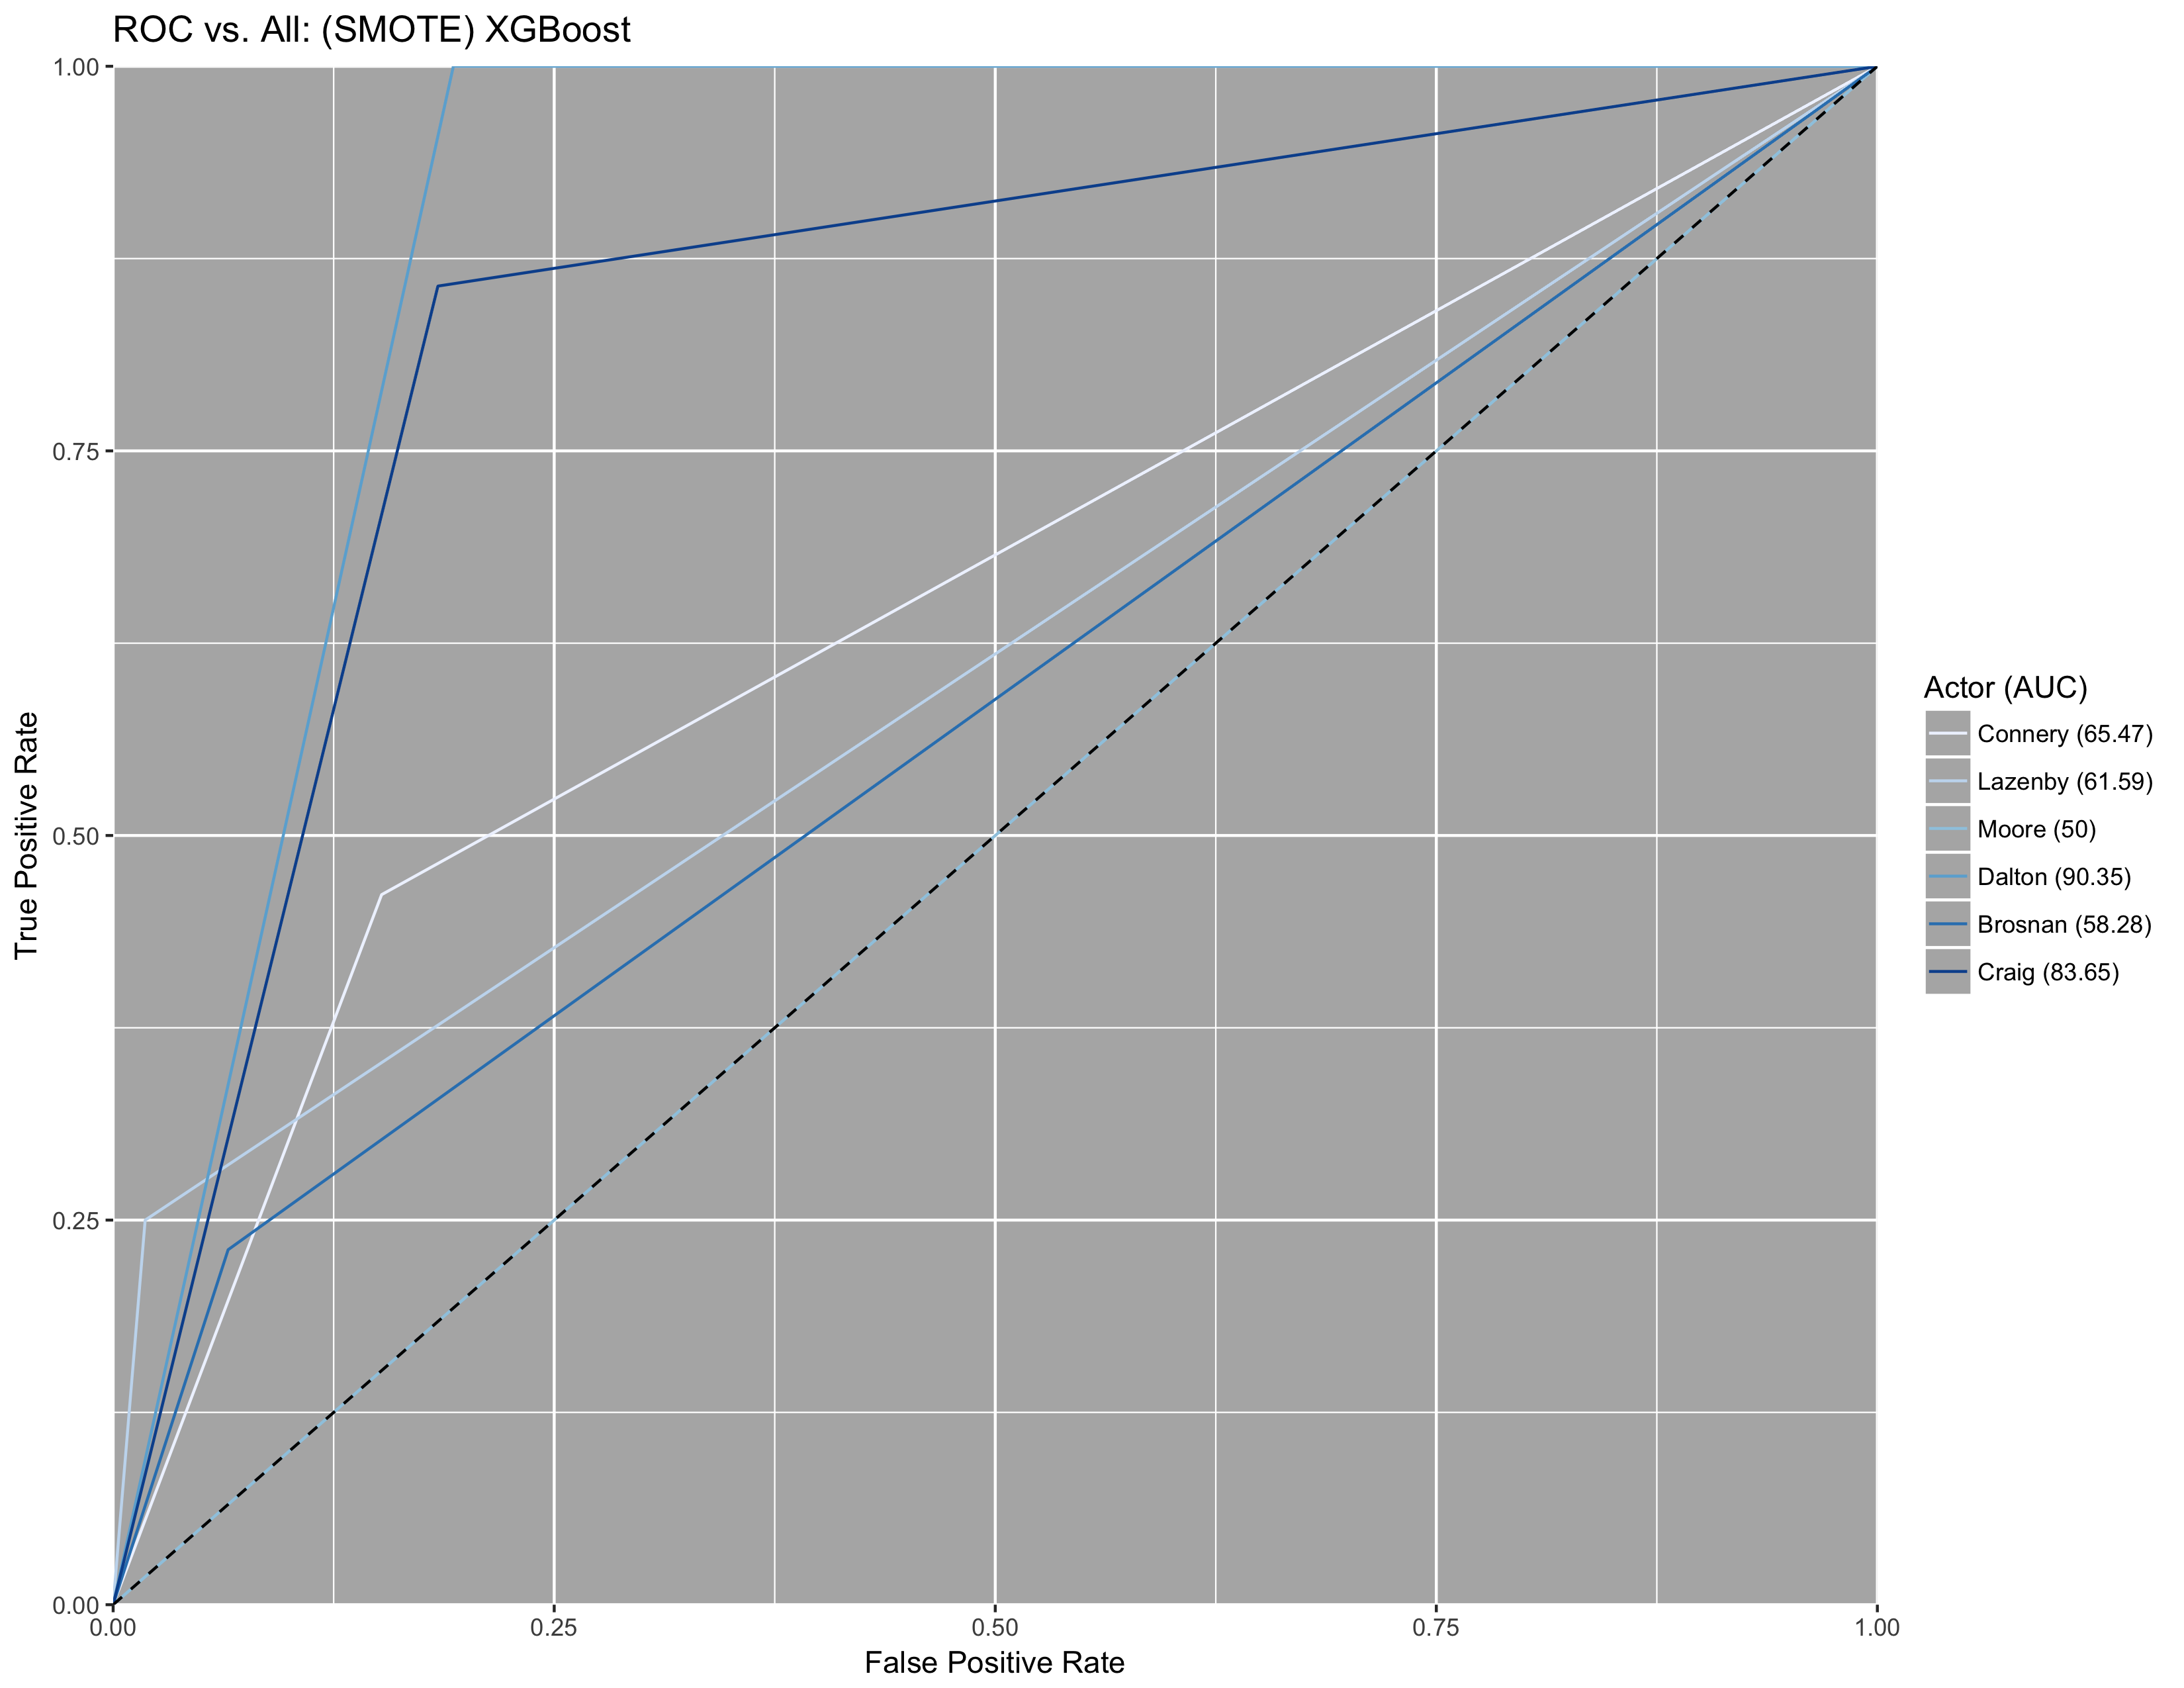 ROC vs. All: (SMOTE) XGBoost
1.00
0.75
0.50
0.25
0.00
True Positive Rate
0.00 0.25 0.50 0.75 1.00
False Positive Rate
Actor (AUC)
Connery (65.47)
Lazenby (61.59)
Moore (50)
Dalton (90.35)
Brosnan (58.28)
Craig (83.65)